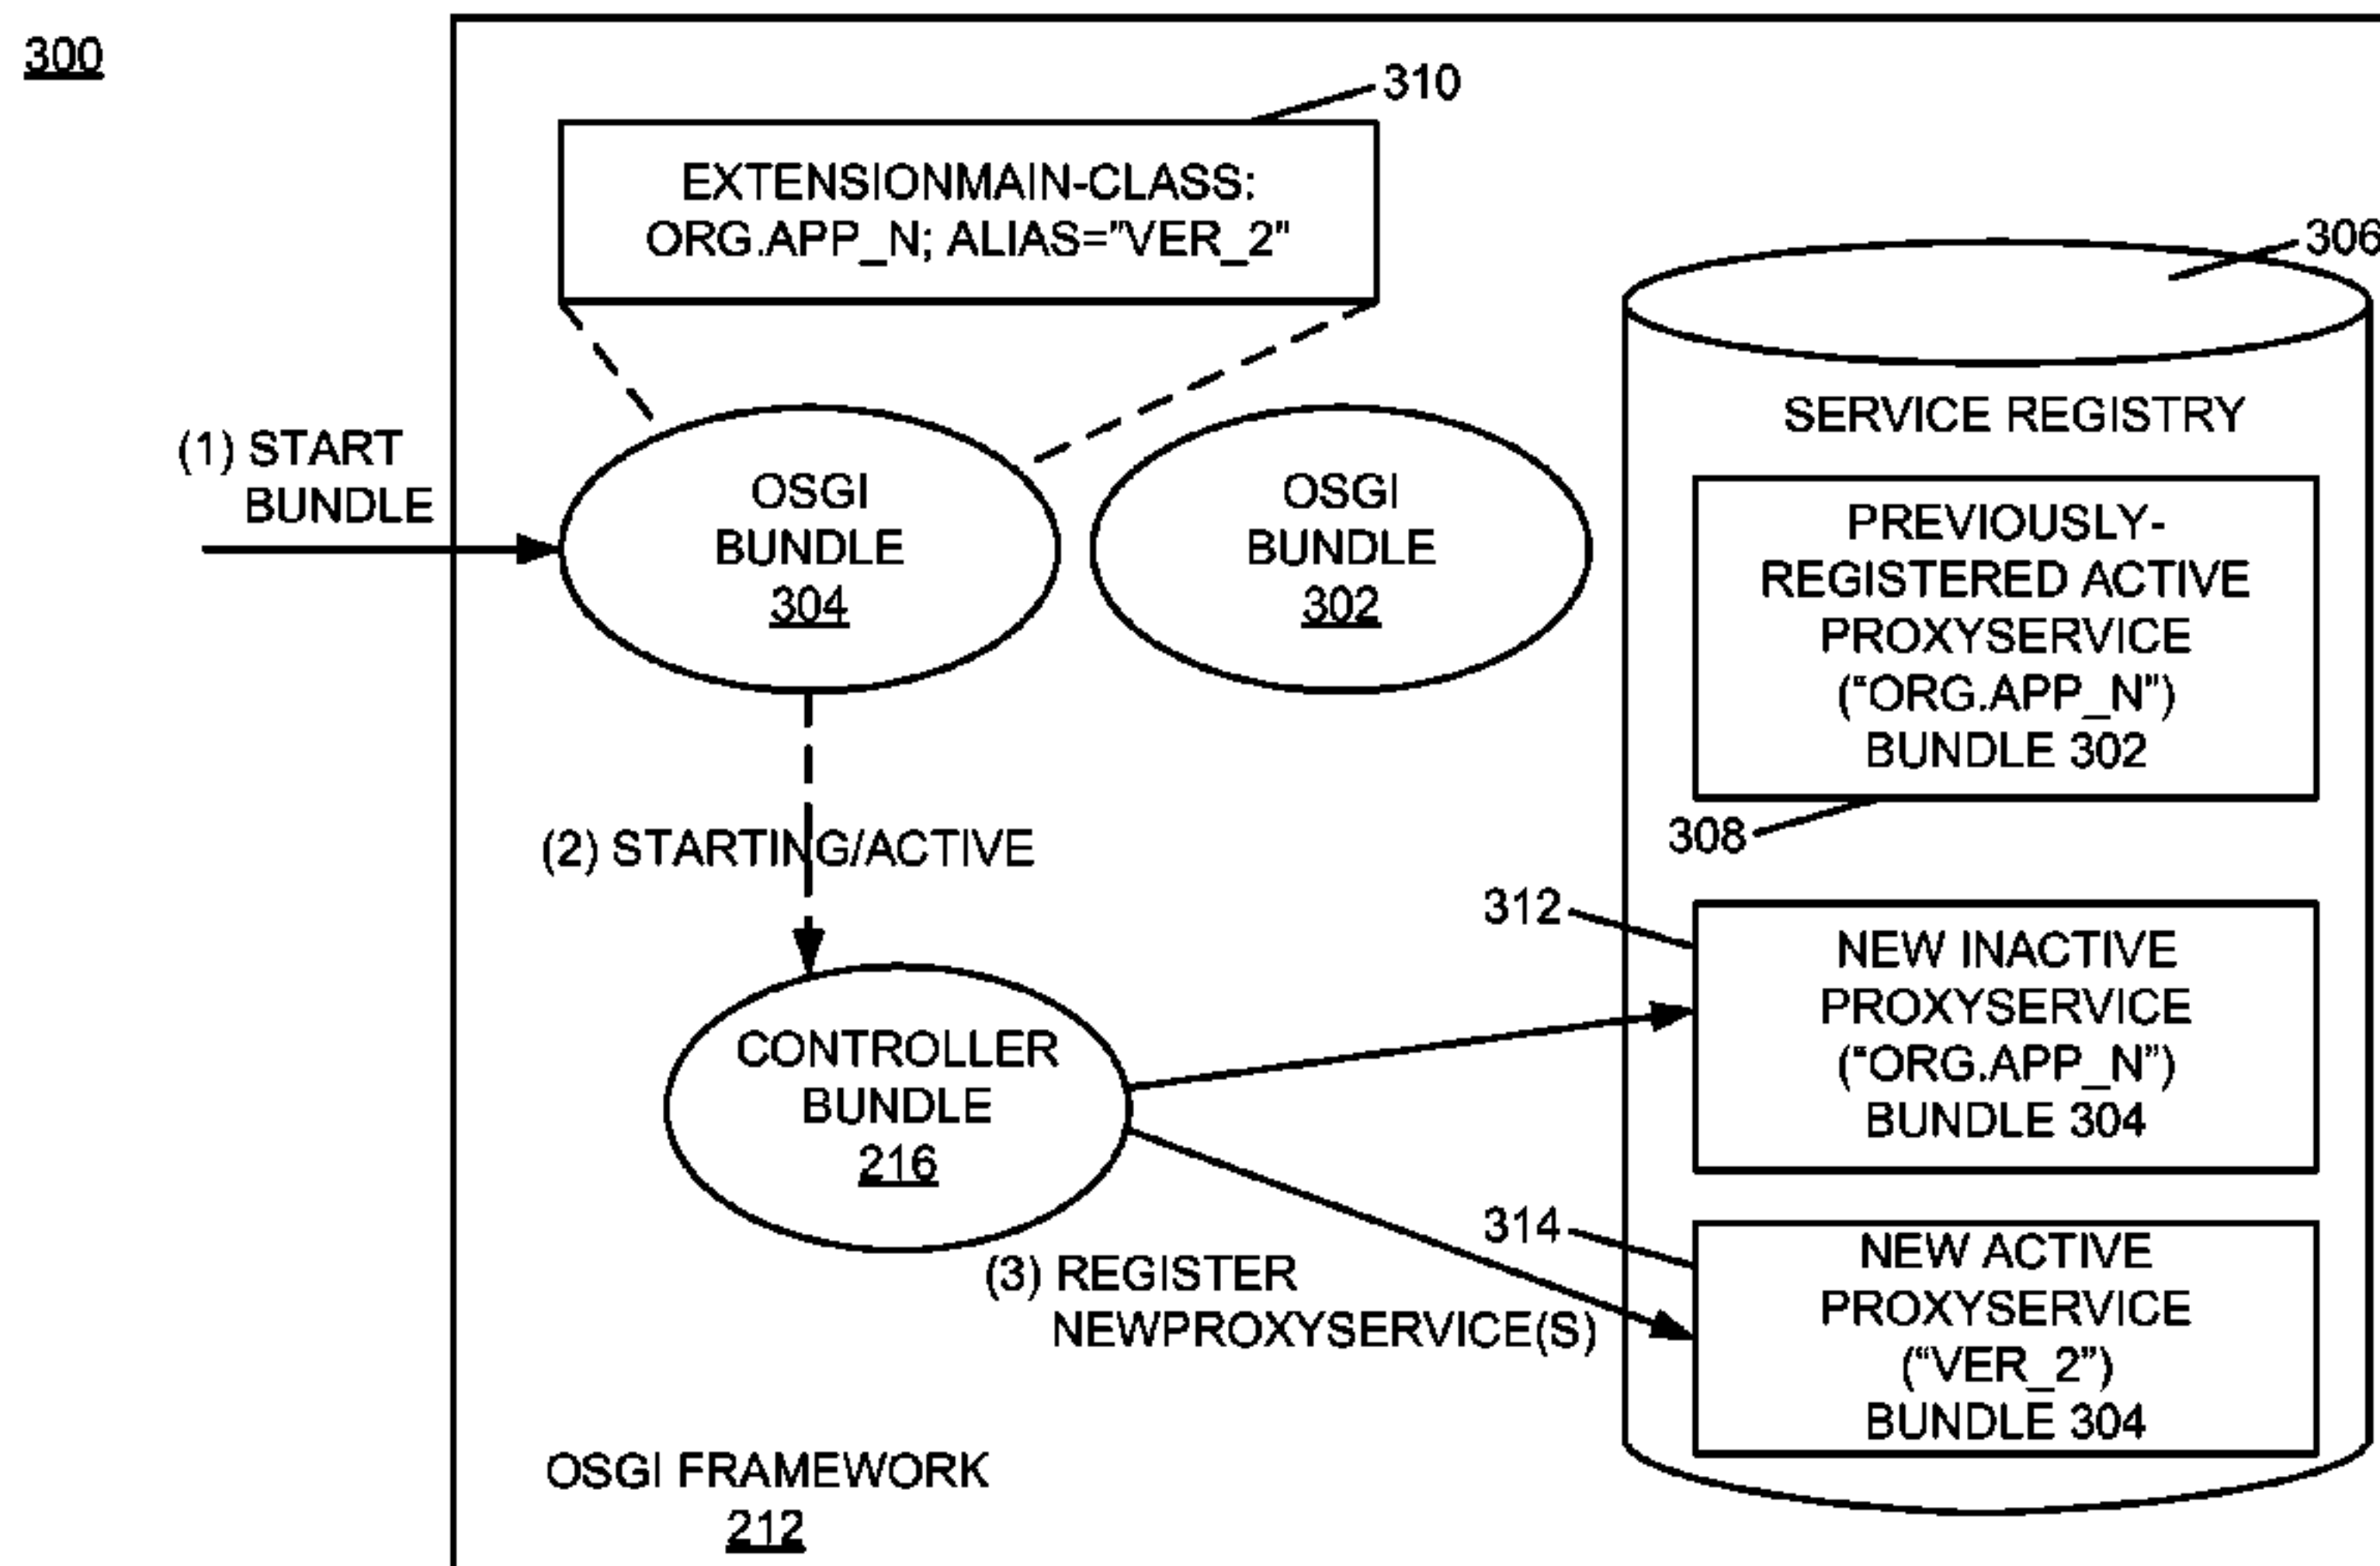 300
310
EXTENSIONMAIN-CLASS:
ORG.APP_N; ALIAS="VER_2"
306
SERVICE REGISTRY
(1) START
BUNDLE
OSGI
BUNDLE
304
OSGI
BUNDLE
302
PREVIOUSLY-
REGISTERED ACTIVE
PROXYSERVICE
(“ORG.APP_N”)
BUNDLE 302
308
(2) STARTING/ACTIVE
312
NEW INACTIVE
PROXYSERVICE
(“ORG.APP_N”)
BUNDLE 304
CONTROLLER
BUNDLE
216
314
NEW ACTIVE
PROXYSERVICE
(“VER_2”)
BUNDLE 304
(3) REGISTER
NEWPROXYSERVICE(S)
OSGI FRAMEWORK
212